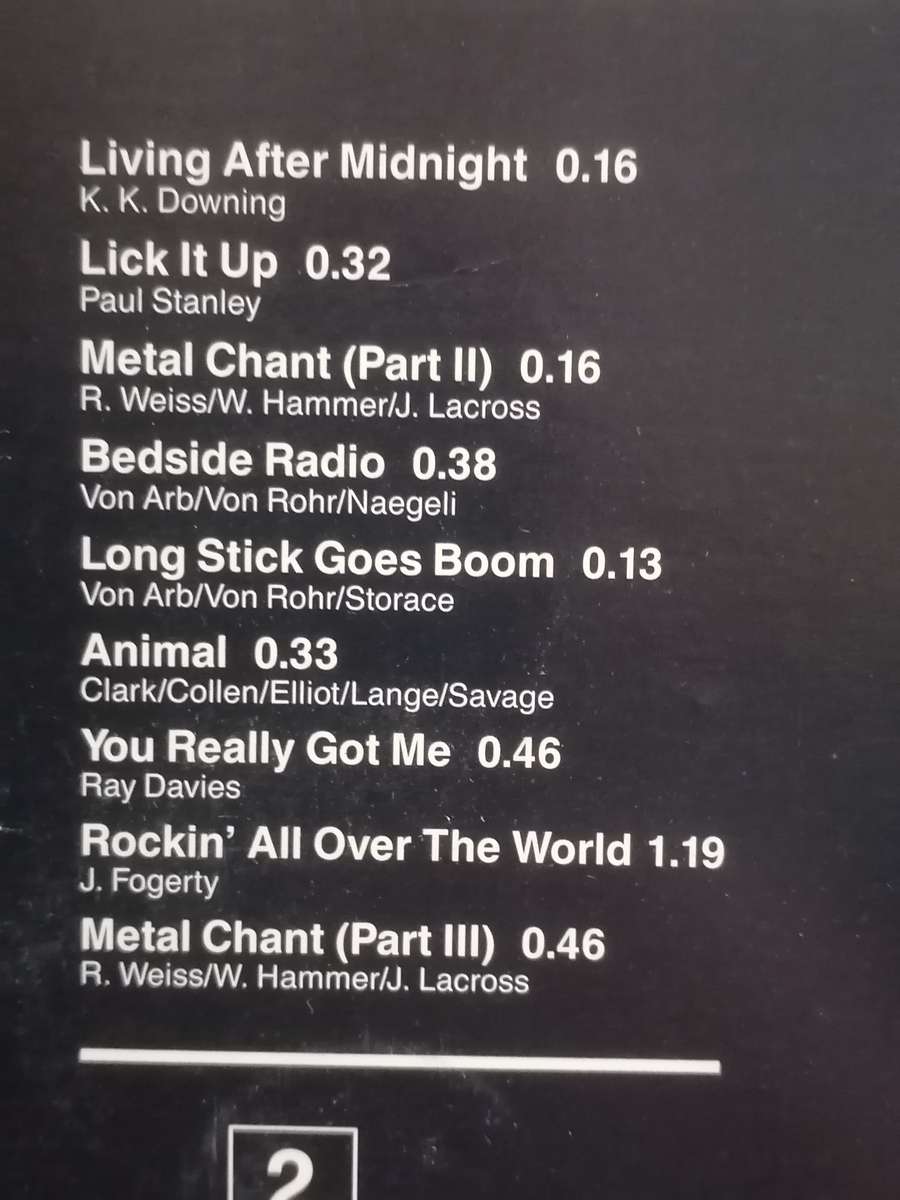 Living After Midnight 0.16
K. K. Downing
Lick It Up 0.32
Paul Stanley
Metal Chant (Part II) 0.16
R. Weiss/W. Hammer/J. Lacross
Bedside Radio 0.38
Von Arb/Von Rohr/Naegeli
Long Stick Goes Boom 0.13
Von Arb/Von Rohr/Storace
Animal 0.33
Clark/Collen/Elliot/Lange/Savage
You Really Got Me 0.46
Ray Davies
Rockin' All Over The World 1.19
J. Fogerty
Metal Chant (Part III) 0.46
R. Weiss/W. Hammer/J. Lacross
2